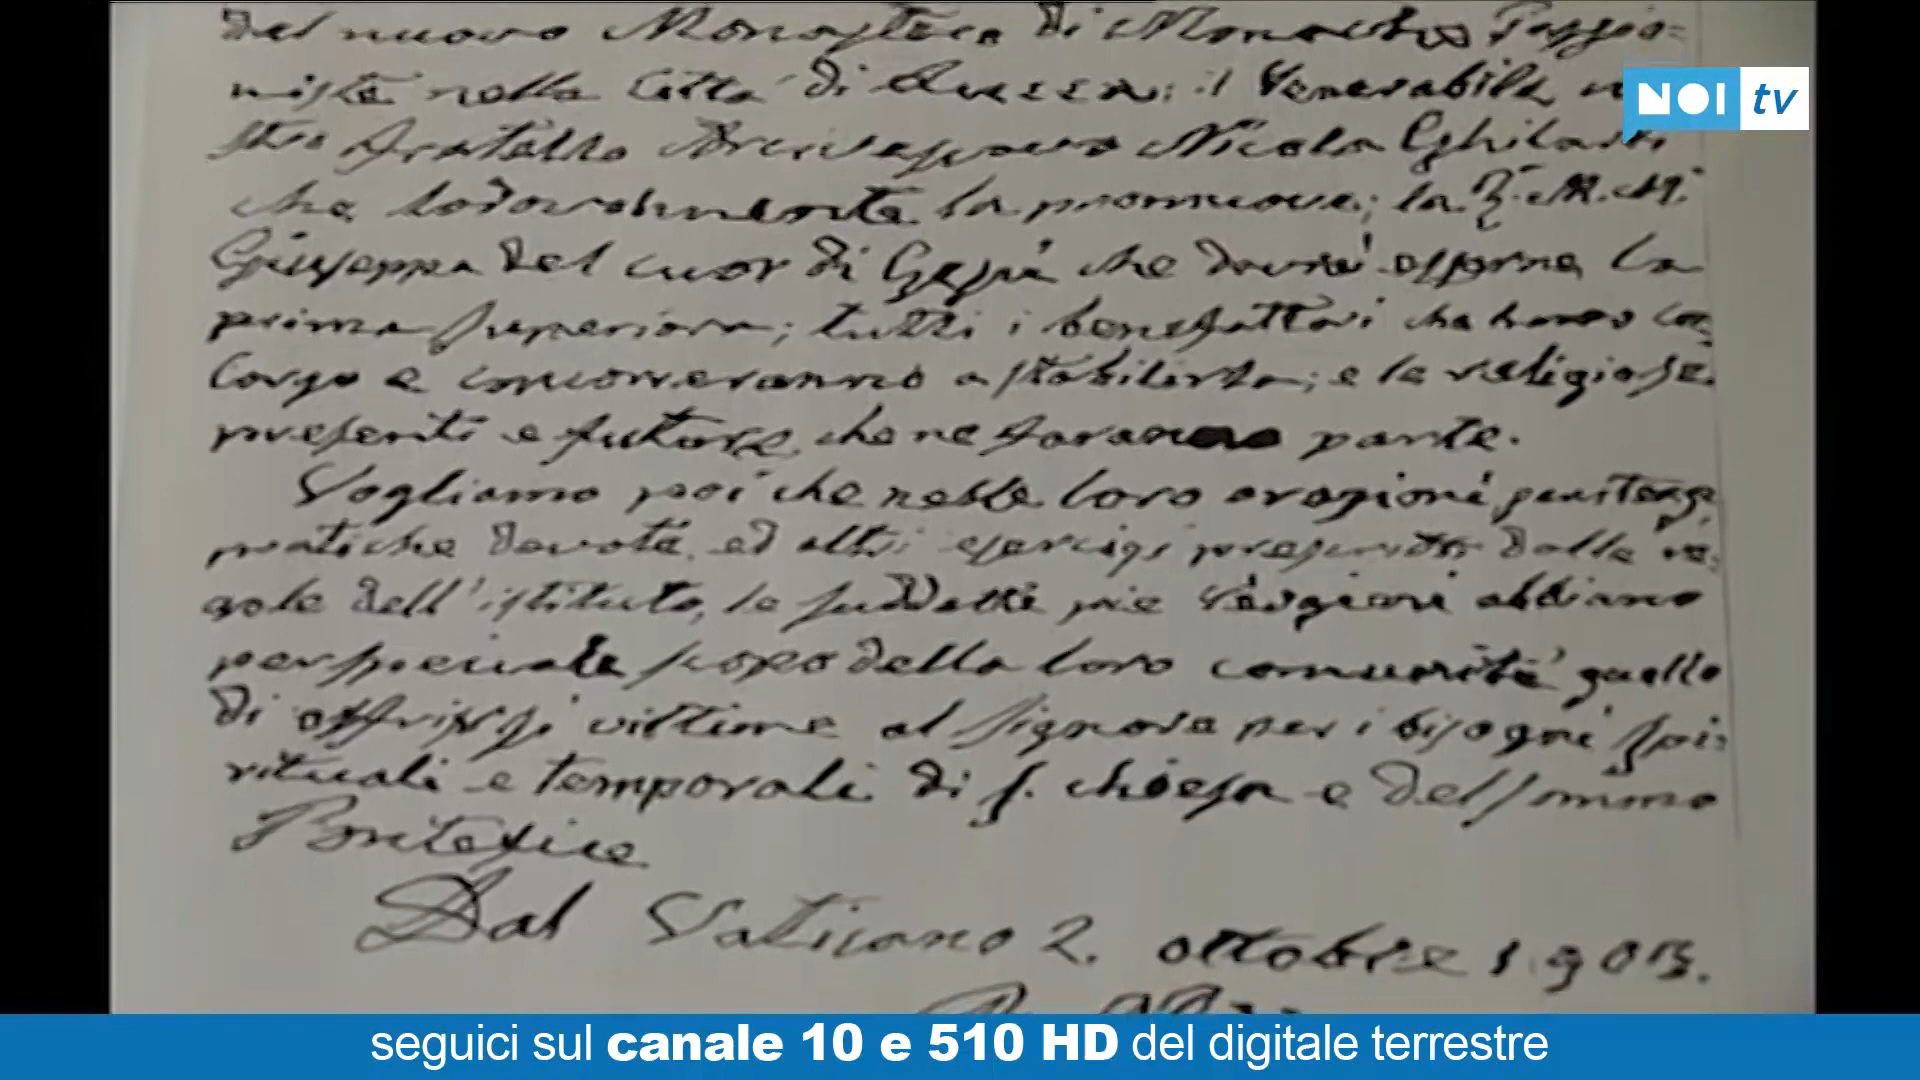 del nuovo Monastero di Monache Passio=
niste nella Città di Lucca: il Venerabile no
stro fratello Arcivescovo Nicola Ghilardi
che lodevolmente la promuove; la R. M. M.
Giuseppa del cuor di Gesù che dovrà esserne la
prima superiora; tutti i benefattori che hanno con
corso e concorreranno a stabilirla; e le religiose
presenti e future che ne faranno parte.
Vogliamo poi che nelle loro orazioni, penitenze
pratiche devote, ed altri esercizi prescritti dalle re=
gole dell'istituto, le suddette pie Vergini abbiano
per speciale scopo della loro comunità quello
di offrirsi vittime al Signore per i bisogni spi=
rituali e temporali di S. Chiesa e del Sommo
Pontefice
Dal Vaticano 2. ottobre 1903.
NOI tv
seguici sul canale 10 e 510 HD del digitale terrestre